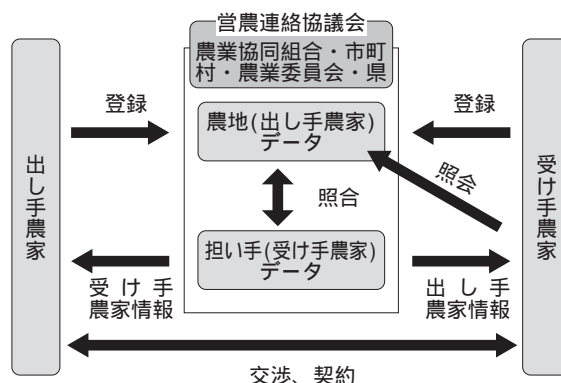 営農連絡協議会
農業協同組合・市町
村・農業委員会・県
登録
登録
農地(出し手農家)
データ
出し手農家
受け手農家
照会
照合
担い手(受け手農家)
データ
受け手
農家情報
出し手
農家情報
交渉、契約